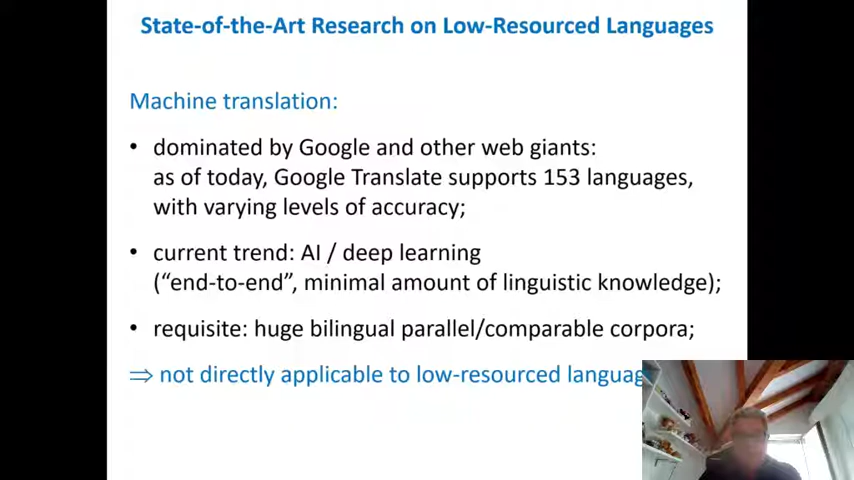 State-of-the-Art Research on Low-Resourced Languages
Machine translation:
• dominated by Google and other web giants:
as of today, Google Translate supports 153 languages,
with varying levels of accuracy;
• current trend: AI / deep learning
(“end-to-end”, minimal amount of linguistic knowledge);
• requisite: huge bilingual parallel/comparable corpora;
⇒ not directly applicable to low-resourced